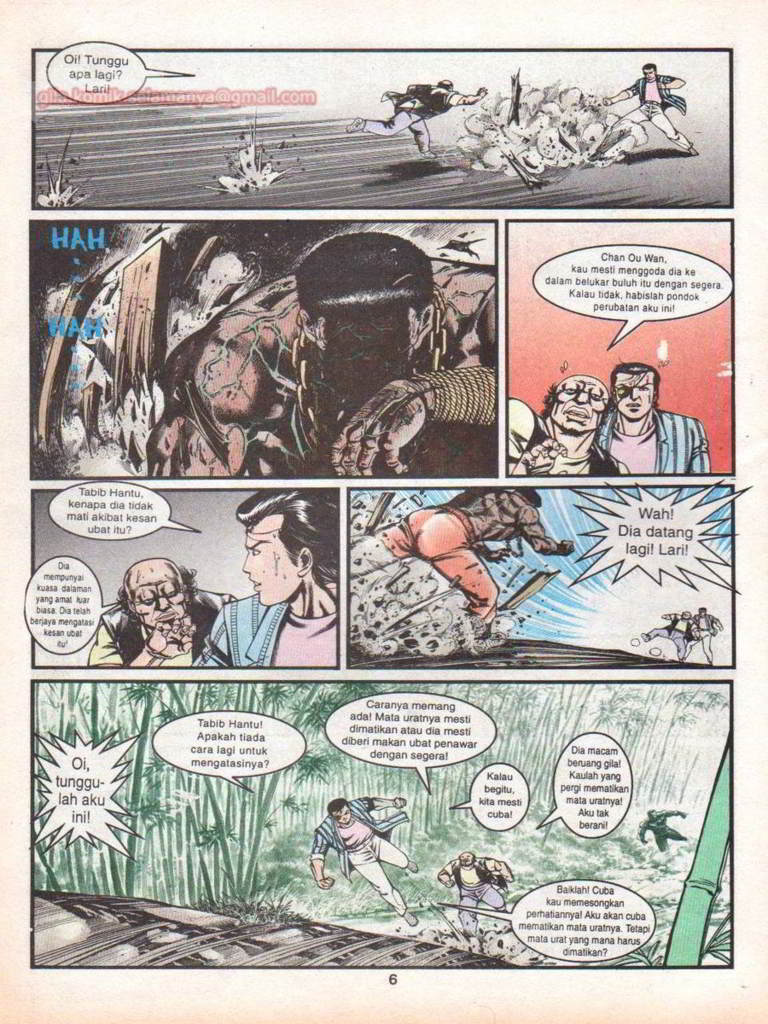 Oi! Tunggu
apa lagi?
Lari!
HAH
HAH
Chan Ou Wan,
kau mesti menggoda dia ke
dalam belukar buluh itu dengan segera.
Kalau tidak, habislah pondok
perubatan aku ini!
Tabib Hantu,
kenapa dia tidak
mati akibat kesan
ubat itu?
Dia
mempunyai
kuasa dalaman
yang amat luar
biasa. Dia telah
berjaya mengatasi
kesan ubat
itu!
Wah!
Dia datang
lagi! Lari!
Oi,
tunggu-
lah aku
ini!
Tabib Hantu!
Apakah tiada
cara lagi untuk
mengatasinya?
Caranya memang
ada! Mata uratnya mesti
dimatikan atau dia mesti
diberi makan ubat penawar
dengan segera!
Kalau
begitu,
kita mesti
cuba!
Dia macam
beruang gila!
Kaulah yang
pergi mematikan
mata uratnya!
Aku tak
berani!
Baiklah! Cuba
kau memesongkan
perhatiannya! Aku akan cuba
mematikan mata uratnya. Tetapi
mata urat yang mana harus
dimatikan?
6